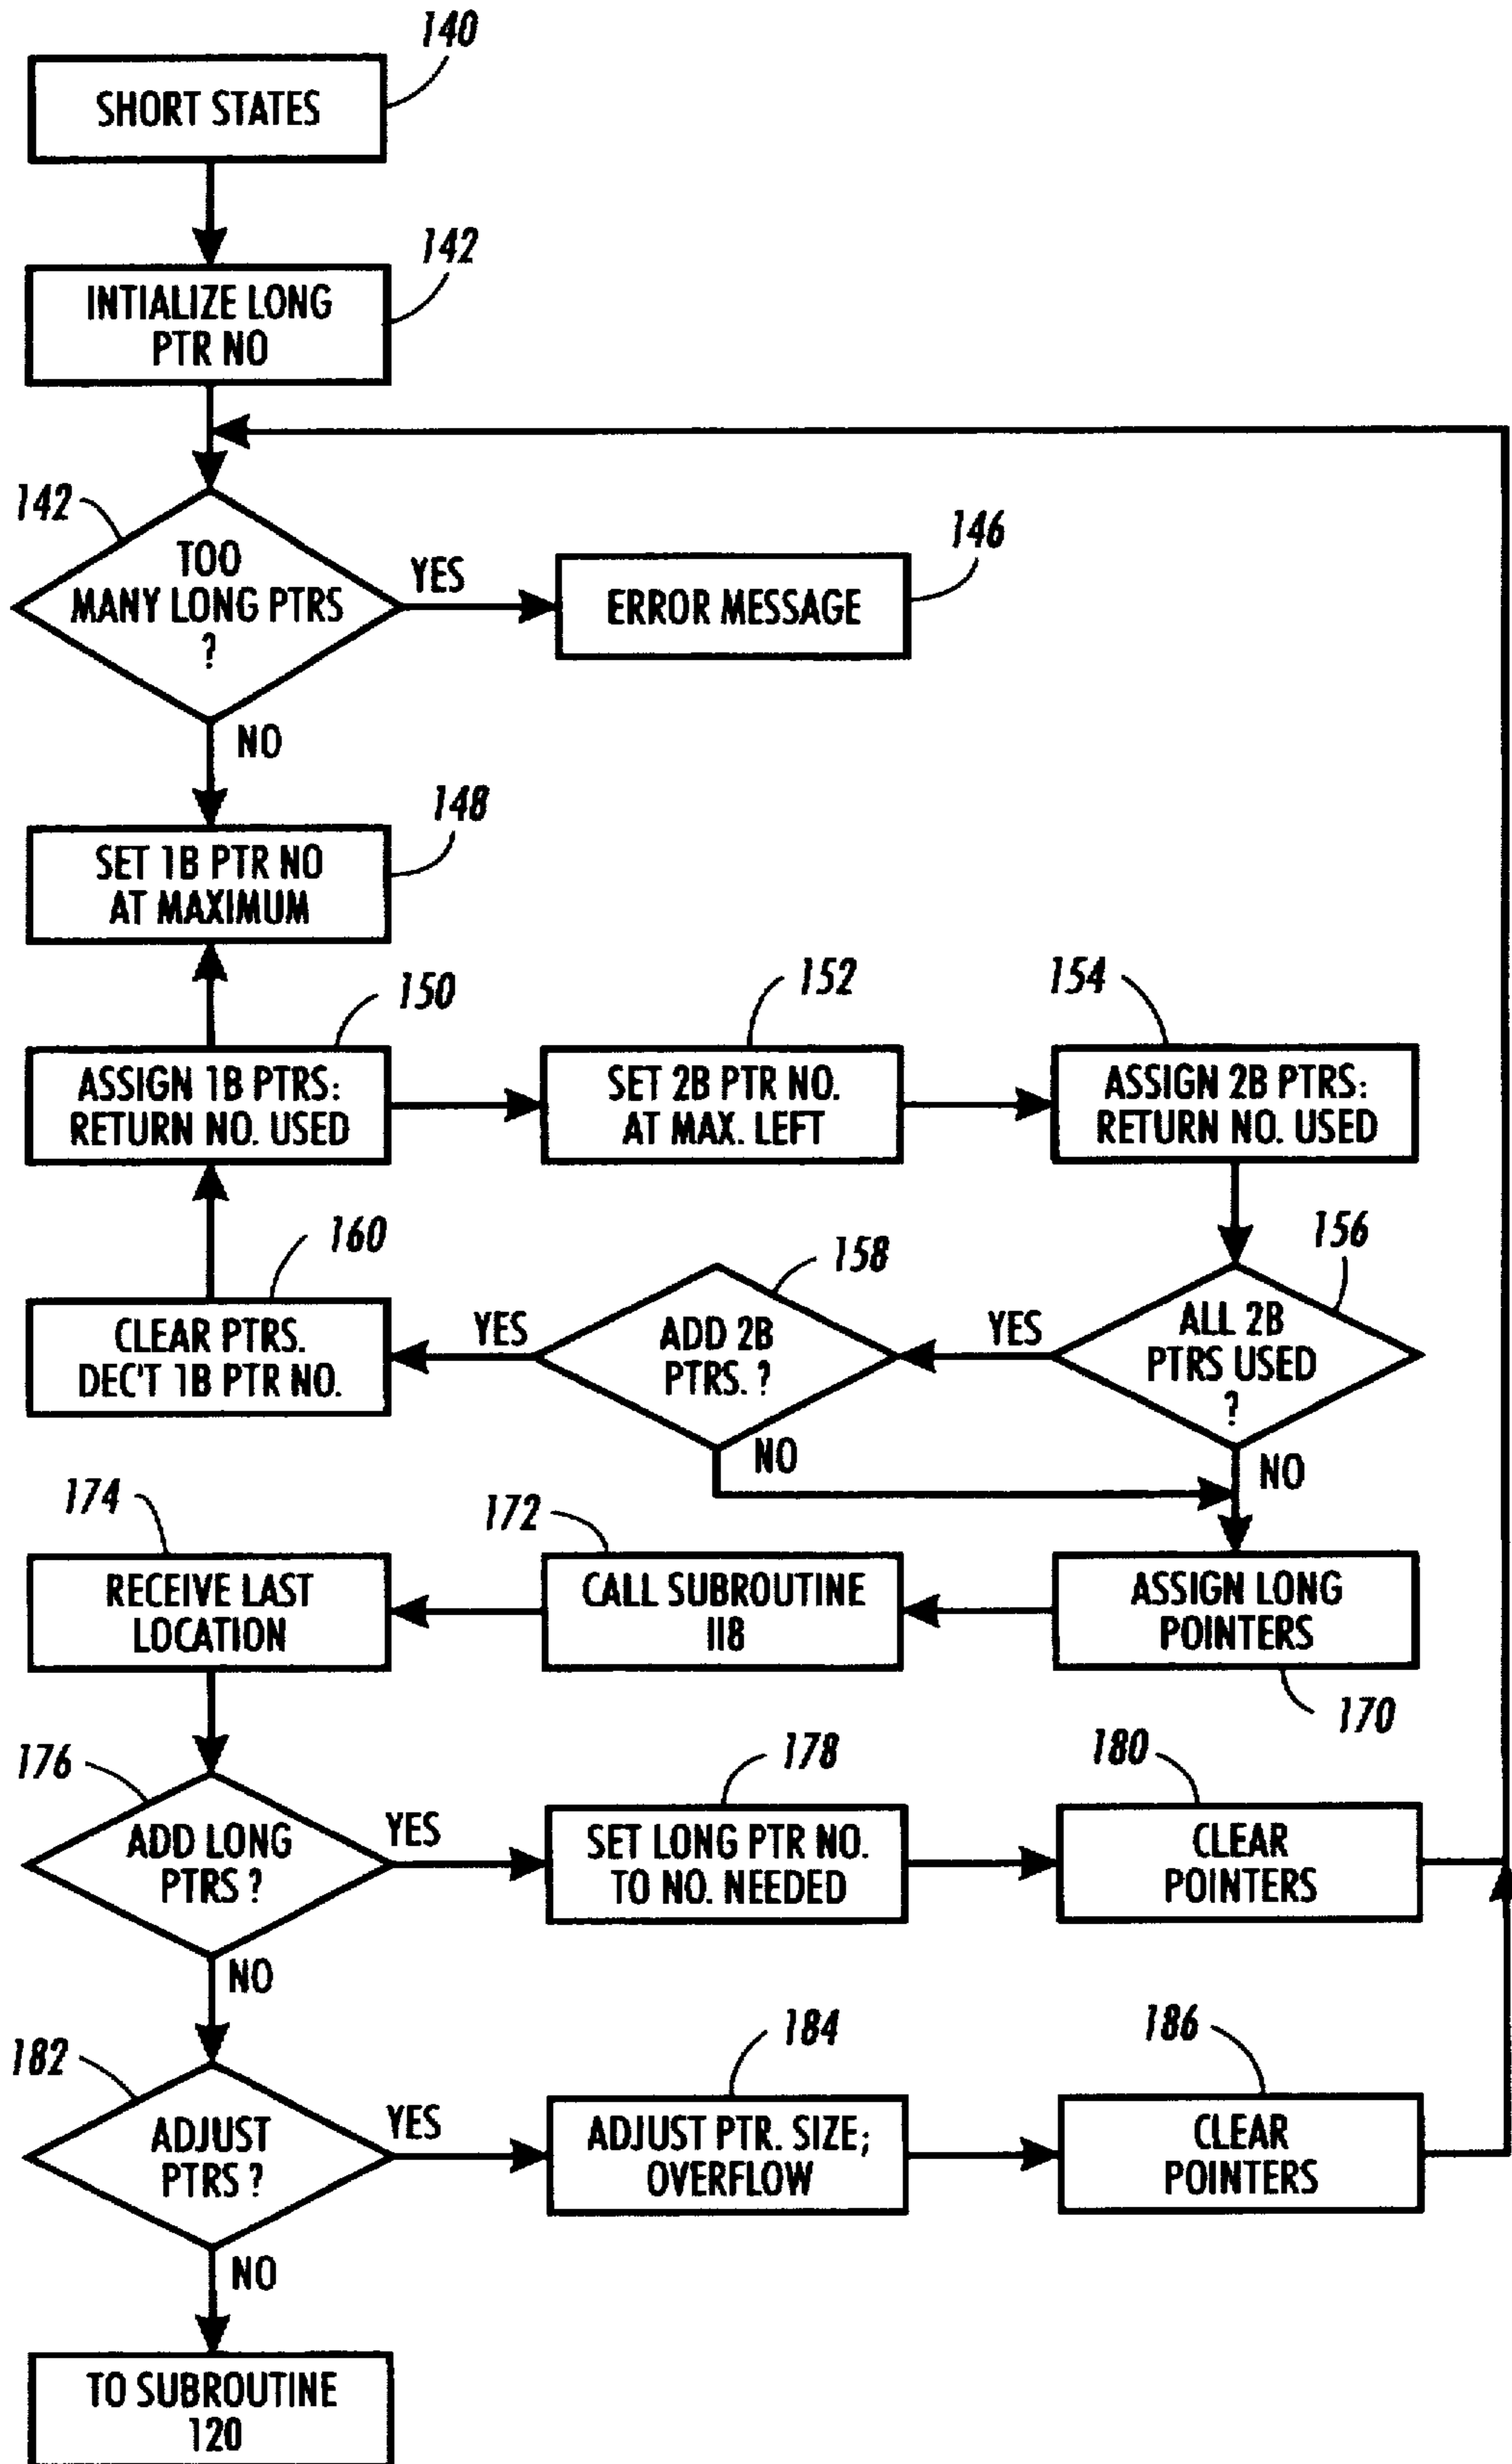 140
SHORT STATES
142
INTIALIZE LONG
PTR NO
142
TOO
MANY LONG PTRS
?
YES
146
ERROR MESSAGE
NO
148
SET 1B PTR NO
AT MAXIMUM
150
ASSIGN 1B PTRS:
RETURN NO. USED
152
SET 2B PTR NO.
AT MAX. LEFT
154
ASSIGN 2B PTRS:
RETURN NO. USED
156
ALL 2B
PTRS USED
?
YES
NO
158
ADD 2B
PTRS. ?
YES
NO
160
CLEAR PTRS.
DEC'T 1B PTR NO.
170
ASSIGN LONG
POINTERS
172
CALL SUBROUTINE
118
174
RECEIVE LAST
LOCATION
176
ADD LONG
PTRS ?
YES
178
SET LONG PTR NO.
TO NO. NEEDED
180
CLEAR
POINTERS
NO
182
ADJUST
PTRS ?
YES
184
ADJUST PTR. SIZE;
OVERFLOW
186
CLEAR
POINTERS
NO
TO SUBROUTINE
120